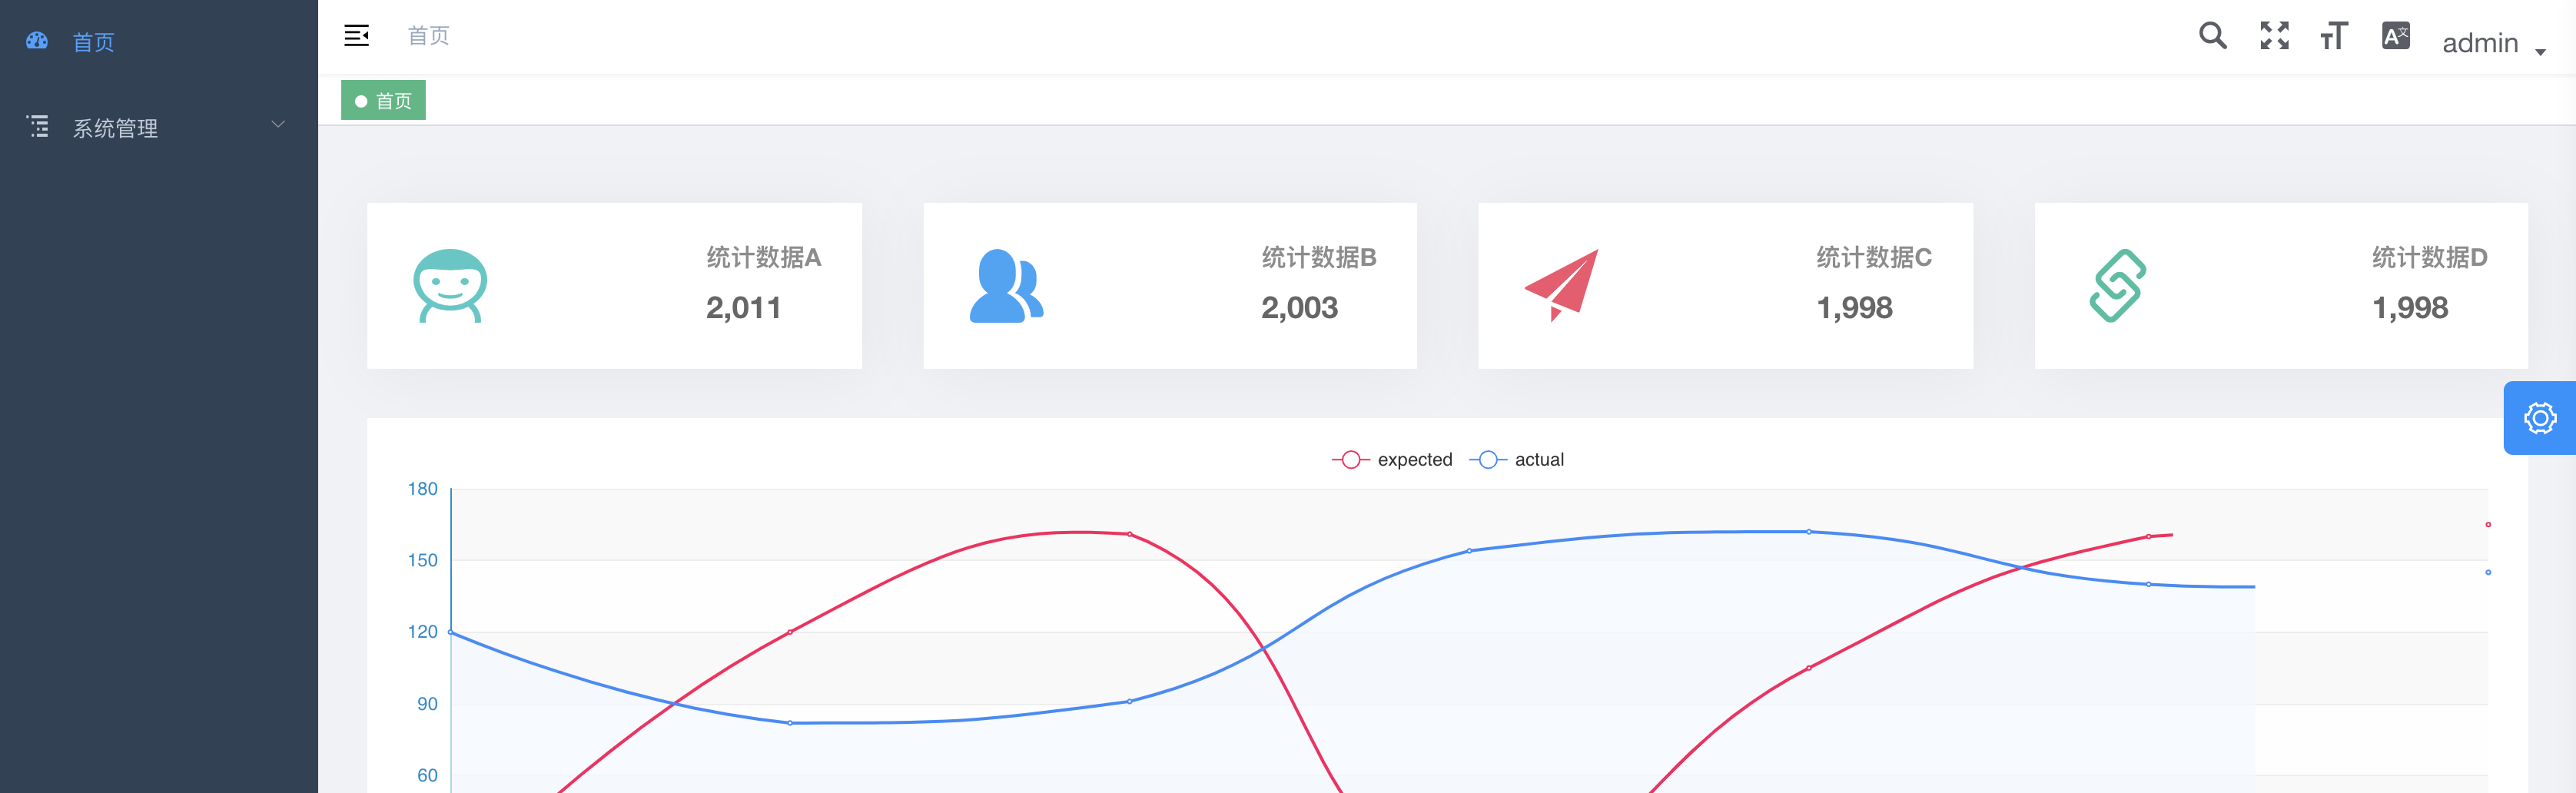 首页
系统管理
首页
admin
首页
统计数据A
2,011
统计数据B
2,003
统计数据C
1,998
统计数据D
1,998
expected
actual
180
150
120
90
60